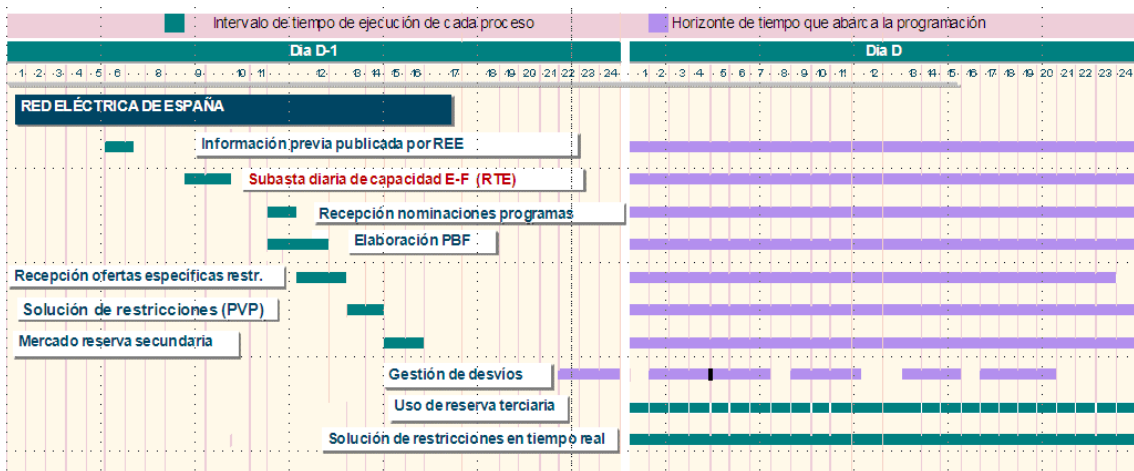 Intervalo de tiempo de ejecución de cada proceso
Horizonte de tiempo que abárca la programación
Dia D-1
Dia D
1 2 3 4 5 6 8 9 10 11 12 13 14 15 16 17 18 19 20 21 22 23 24
1 2 3 4 5 6 7 8 9 10 11 12 13 14 15 16 17 18 19 20 21 22 23 24
RED ELÉCTRICA DE ESPAÑA
Información previa publicada por REE
Subasta diaria de capacidad E-F (RTE)
Recepción nominaciones programas
Elaboración PBF
Recepción ofertas específicas restr.
Solución de restricciones (PVP)
Mercado reserva secundaria
Gestión de desvíos
Uso de reserva terciaria
Solución de restricciones en tiempo real